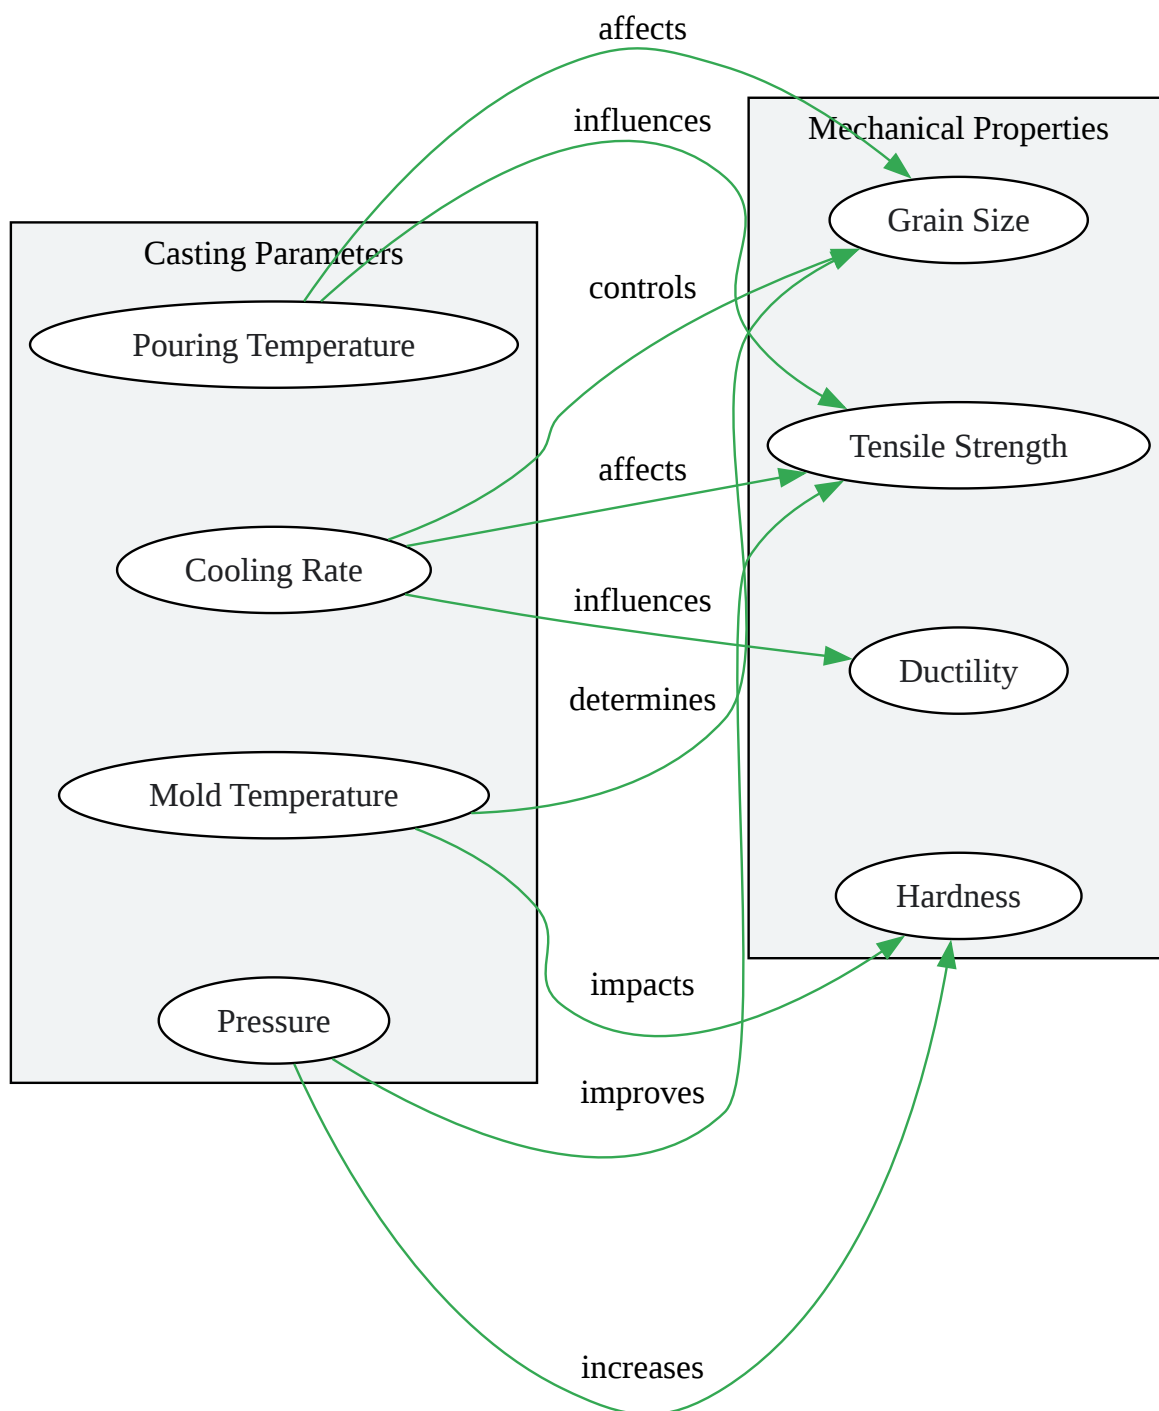 affects
influences
Mechanical Properties
Grain Size
Casting Parameters
controls
Pouring Temperature
Tensile Strength
affects
Cooling Rate
influences
Ductility
determines
Mold Temperature
Hardness
impacts
Pressure
improves
increases